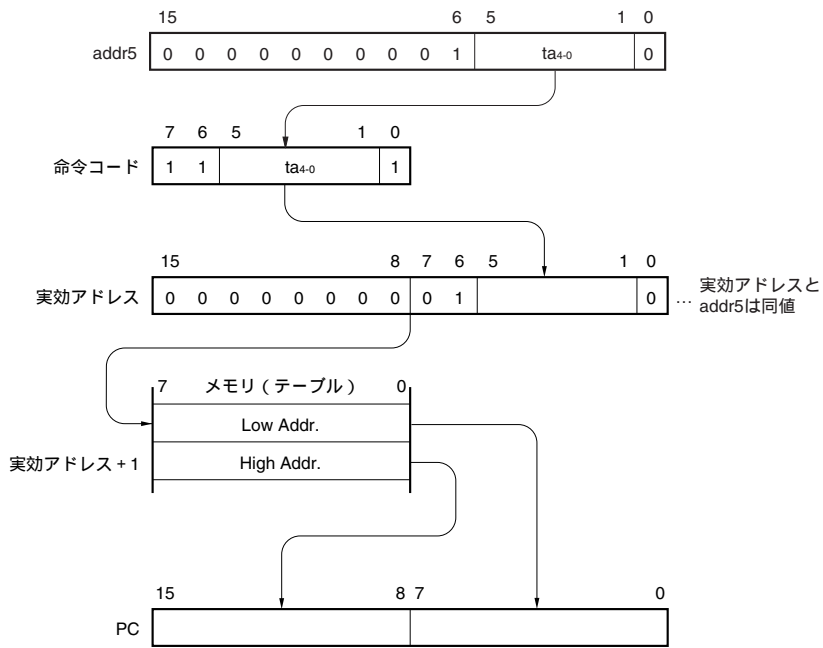 15 6 5 1 0
addr5 0 0 0 0 0 0 0 0 0 1 ta4-0 0
7 6 5 1 0
命令コード 1 1 ta4-0 1
15 8 7 6 5 1 0
実効アドレス 0 0 0 0 0 0 0 0 0 1 0 … 実効アドレスと
addr5は同値
7 メモリ（テーブル） 0
Low Addr.
実効アドレス＋1 High Addr.
15 8 7 0
PC